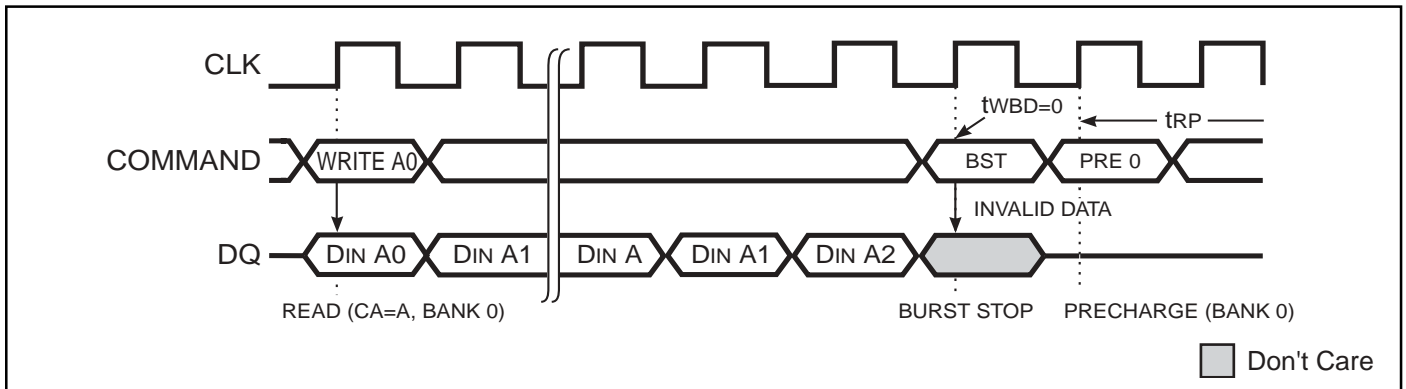 CLK
tWBD=0
tRP
COMMAND
WRITE A0
BST
PRE 0
INVALID DATA
DQ
DIN A0
DIN A1
DIN A
DIN A1
DIN A2
READ (CA=A, BANK 0)
BURST STOP
PRECHARGE (BANK 0)
Don't Care